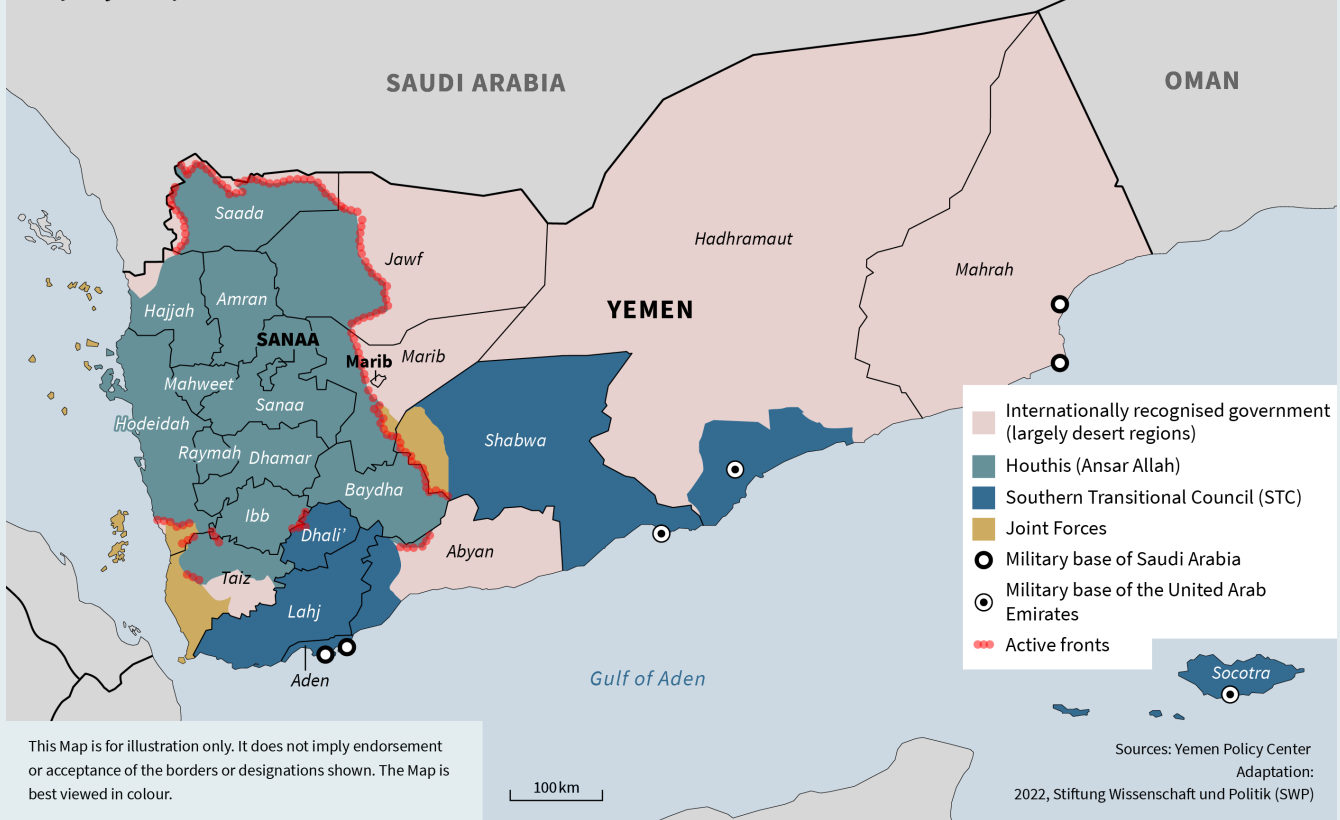 SAUDI ARABIA
OMAN
Saada
Jawf
Hadhramaut
Mahrah
Hajjah
Amran
YEMEN
SANAA
Marib
Marib
Mahweet
Sanaa
Hodeidah
Shabwa
Raymah
Dhamar
Baydha
Ibb
Dhali’
Abyan
Taiz
Lahj
Aden
Gulf of Aden
Internationally recognised government
(largely desert regions)
Houthis (Ansar Allah)
Southern Transitional Council (STC)
Joint Forces
Military base of Saudi Arabia
Military base of the United Arab
Emirates
Active fronts
Socotra
This Map is for illustration only. It does not imply endorsement
or acceptance of the borders or designations shown. The Map is
best viewed in colour.
100 km
Sources: Yemen Policy Center
Adaptation:
2022, Stiftung Wissenschaft und Politik (SWP)